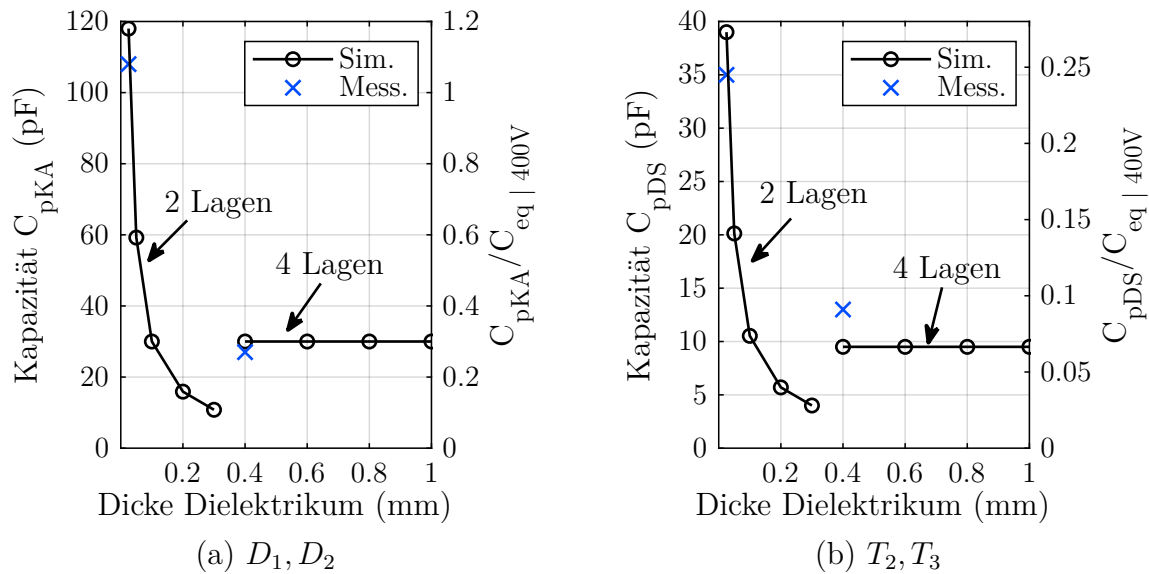 120
100
80
60
40
20
0
Kapazität C_pKA (pF)
1.2
1
0.8
0.6
0.4
0.2
0
C_pKA/C_eq | 400V
Sim.
Mess.
2 Lagen
4 Lagen
0.2 0.4 0.6 0.8 1
Dicke Dielektrikum (mm)
(a) D_1, D_2
40
35
30
25
20
15
10
5
0
Kapazität C_pDS (pF)
0.25
0.2
0.15
0.1
0.05
0
C_pDS/C_eq | 400V
Sim.
Mess.
2 Lagen
4 Lagen
0.2 0.4 0.6 0.8 1
Dicke Dielektrikum (mm)
(b) T_2, T_3